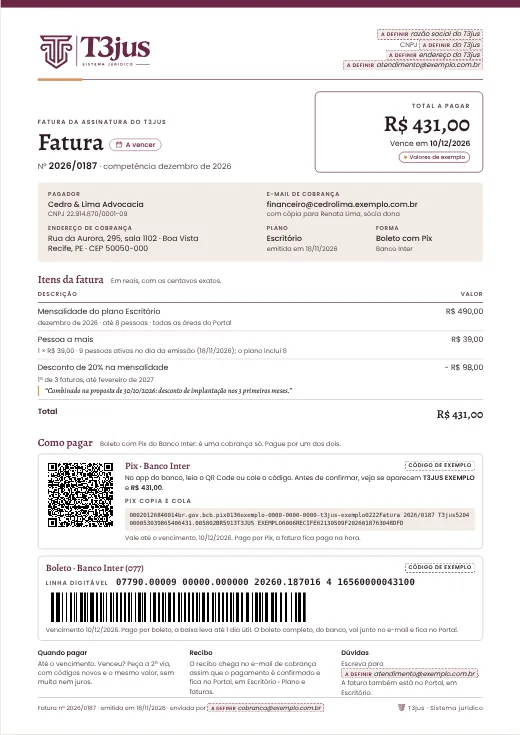 T3jus
SISTEMA JURÍDICO
A DEFINIR razão social do T3jus
CNPJ A DEFINIR do T3jus
A DEFINIR endereço do T3jus
A DEFINIR atendimento@exemplo.com.br
FATURA DA ASSINATURA DO T3JUS
Fatura A vencer
Nº 2026/0187 · competência dezembro de 2026
TOTAL A PAGAR
R$ 431,00
Vence em 10/12/2026
Valores de exemplo
PAGADOR
Cedro & Lima Advocacia
CNPJ 22.914.870/0001-09
E-MAIL DE COBRANÇA
financeiro@cedrolima.exemplo.com.br
com cópia para Renata Lima, sócia dona
ENDEREÇO DE COBRANÇA
Rua da Aurora, 295, sala 1102 · Boa Vista
Recife, PE · CEP 50050-000
PLANO
Escritório
emitida em 18/11/2026
FORMA
Boleto com Pix
Banco Inter
Itens da fatura Em reais, com os centavos exatos.
DESCRIÇÃO VALOR
Mensalidade do plano Escritório R$ 490,00
dezembro de 2026 · até 8 pessoas · todas as áreas do Portal
Pessoa a mais R$ 39,00
1 × R$ 39,00 · 9 pessoas ativas no dia da emissão (18/11/2026); o plano inclui 8
Desconto de 20% na mensalidade - R$ 98,00
1ª de 3 faturas, até fevereiro de 2027
"Combinado na proposta de 30/10/2026: desconto de implantação nos 3 primeiros meses."
Total R$ 431,00
Como pagar Boleto com Pix do Banco Inter: é uma cobrança só. Pague por um dos dois.
Pix · Banco Inter CÓDIGO DE EXEMPLO
No app do banco, leia o QR Code ou cole o código. Antes de confirmar, veja se aparecem T3JUS EXEMPLO
e R$ 431,00.
PIX COPIA E COLA
Vale até o vencimento, 10/12/2026. Pago por Pix, a fatura fica paga na hora.
Boleto · Banco Inter (077) CÓDIGO DE EXEMPLO
LINHA DIGITÁVEL 07790.00009 00000.000000 20260.187016 4 16560000043100
Vencimento 10/12/2026. Pago por boleto, a baixa leva até 1 dia útil. O boleto completo, do banco, vai junto no e-mail e fica no Portal.
Quando pagar
Até o vencimento. Venceu? Peça a 2ª via,
com códigos novos e o mesmo valor, sem
multa nem juros.
Recibo
O recibo chega no e-mail de cobrança
assim que o pagamento é confirmado e
fica no Portal, em Escritório › Plano e
faturas.
Dúvidas
Escreva para
A DEFINIR atendimento@exemplo.com.br
A fatura também está no Portal, em
Escritório.
Fatura nº 2026/0187 · emitida em 18/11/2026 · enviada por A DEFINIR cobranca@exemplo.com.br
T3jus · Sistema jurídico